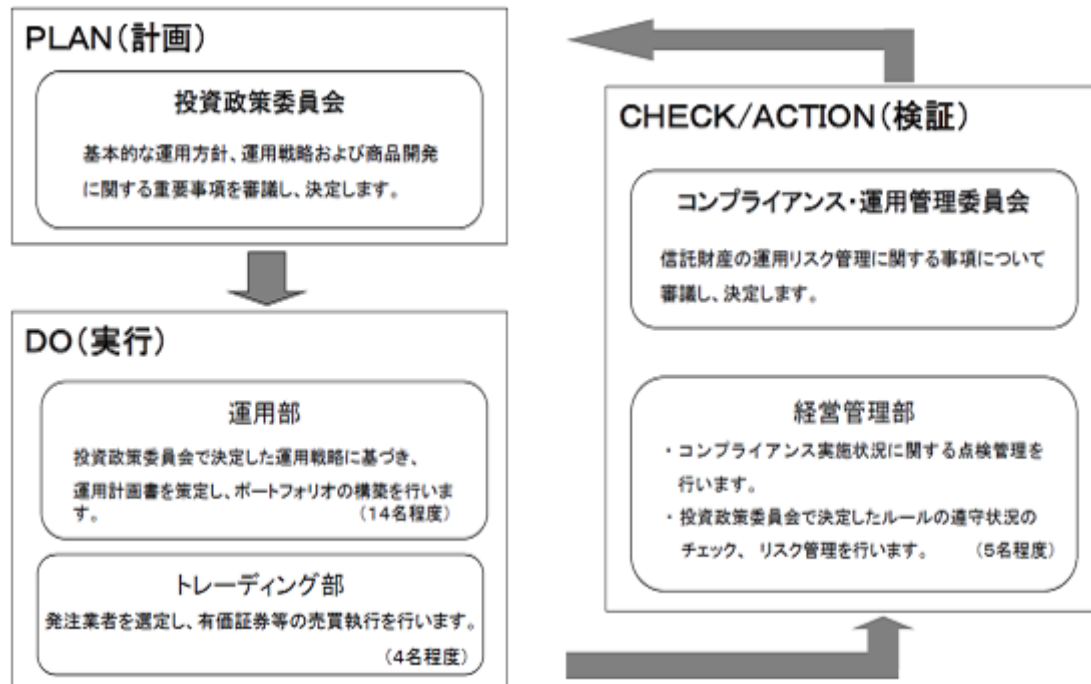 PLAN(計画)
投資政策委員会
基本的な運用方針、運用戦略および商品開発
に関する重要事項を審議し、決定します。
DO(実行)
運用部
投資政策委員会で決定した運用戦略に基づき、
運用計画書を策定し、ポートフォリオの構築を行いま
す。 (14名程度)
トレーディング部
発注業者を選定し、有価証券等の売買執行を行います。
(4名程度)
CHECK/ACTION(検証)
コンプライアンス・運用管理委員会
信託財産の運用リスク管理に関する事項について
審議し、決定します。
経営管理部
・コンプライアンス実施状況に関する点検管理を
行います。
・投資政策委員会で決定したルールの遵守状況の
チェック、 リスク管理を行います。 (5名程度)